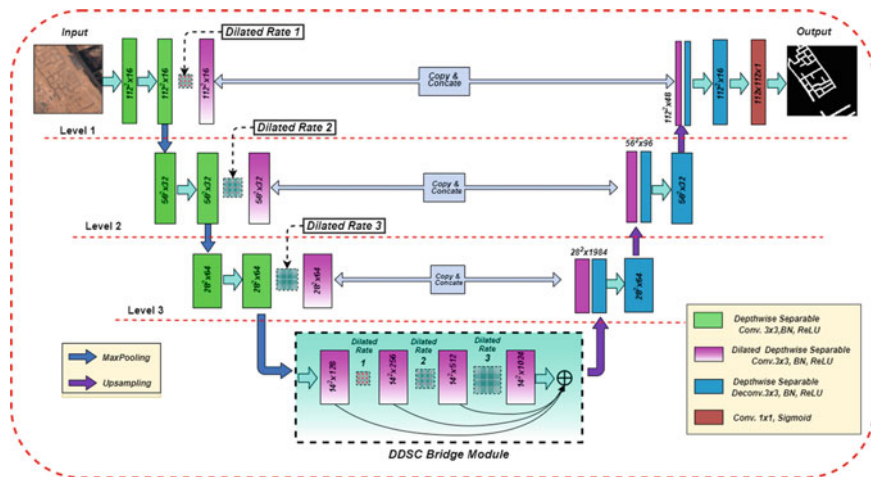 Input
Dilated Rate 1
Output
112²x16
112²x16
112²x16
Copy &
Concate
112²x48
112²x16
112x112x1
Level 1
Dilated Rate 2
56²x96
56²x32
56²x32
56²x32
Copy &
Concate
56²x32
Level 2
Dilated Rate 3
28²x1984
28²x64
28²x64
28²x64
Copy &
Concate
28²x64
Level 3
MaxPooling
Upsampling
Dilated
Rate
1
Dilated
Rate
2
Dilated
Rate
3
14²x128
14²x256
14²x512
14²x1024
DDSC Bridge Module
Depthwise Separable
Conv. 3x3, BN, ReLU
Dilated Depthwise Separable
Conv.3x3, BN, ReLU
Depthwise Separable
Deconv.3x3, BN, ReLU
Conv. 1x1, Sigmoid